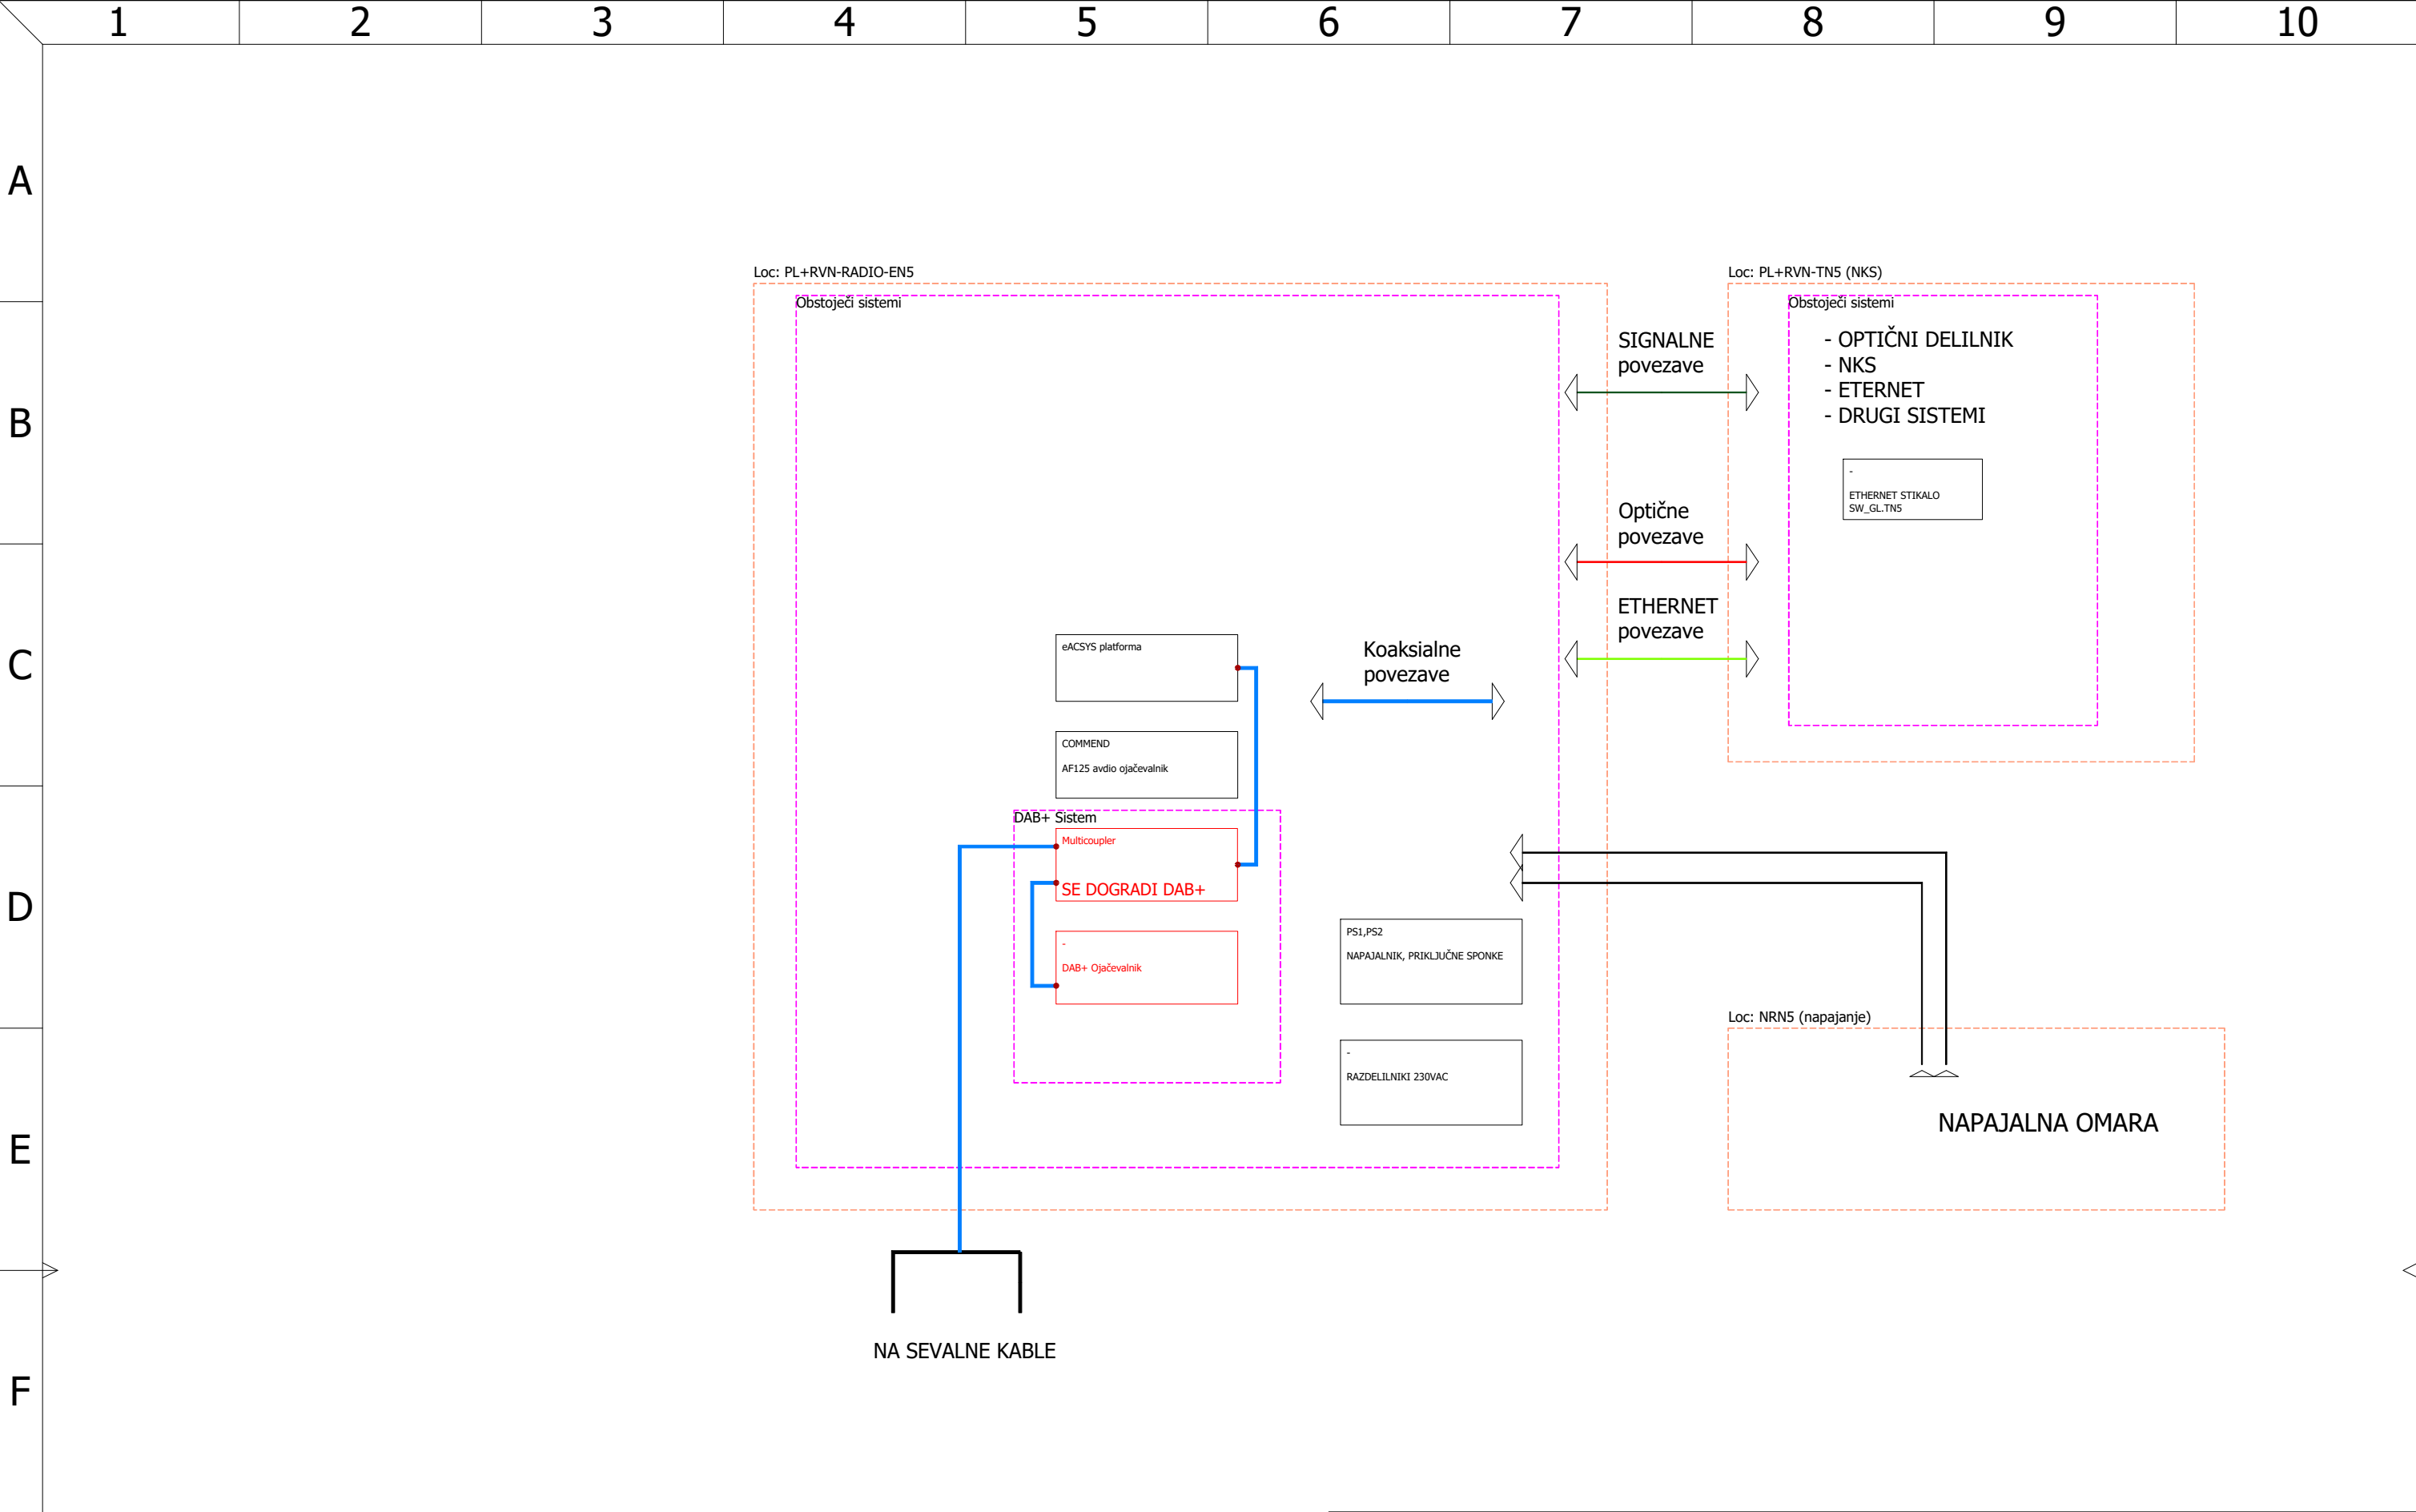 1 2 3 4 5 6 7 8 9 10
A
B
C
D
E
F
Loc: PL+RVN-RADIO-EN5
Obstoječi sistemi
SIGNALNE
povezave
Optične
povezave
ETHERNET
povezave
Koaksialne
povezave
eACSYS platforma
COMMEND
AF125 avdio ojačevalnik
DAB+ Sistem
Multicoupler
SE DOGRADI DAB+
-
DAB+ Ojačevalnik
PS1,PS2
NAPAJALNIK, PRIKLJUČNE SPONKE
-
RAZDELILNIKI 230VAC
NA SEVALNE KABLE
Loc: PL+RVN-TN5 (NKS)
Obstoječi sistemi
- OPTIČNI DELILNIK
- NKS
- ETERNET
- DRUGI SISTEMI
-
ETHERNET STIKALO
SW_GL.TN5
Loc: NRN5 (napajanje)
NAPAJALNA OMARA